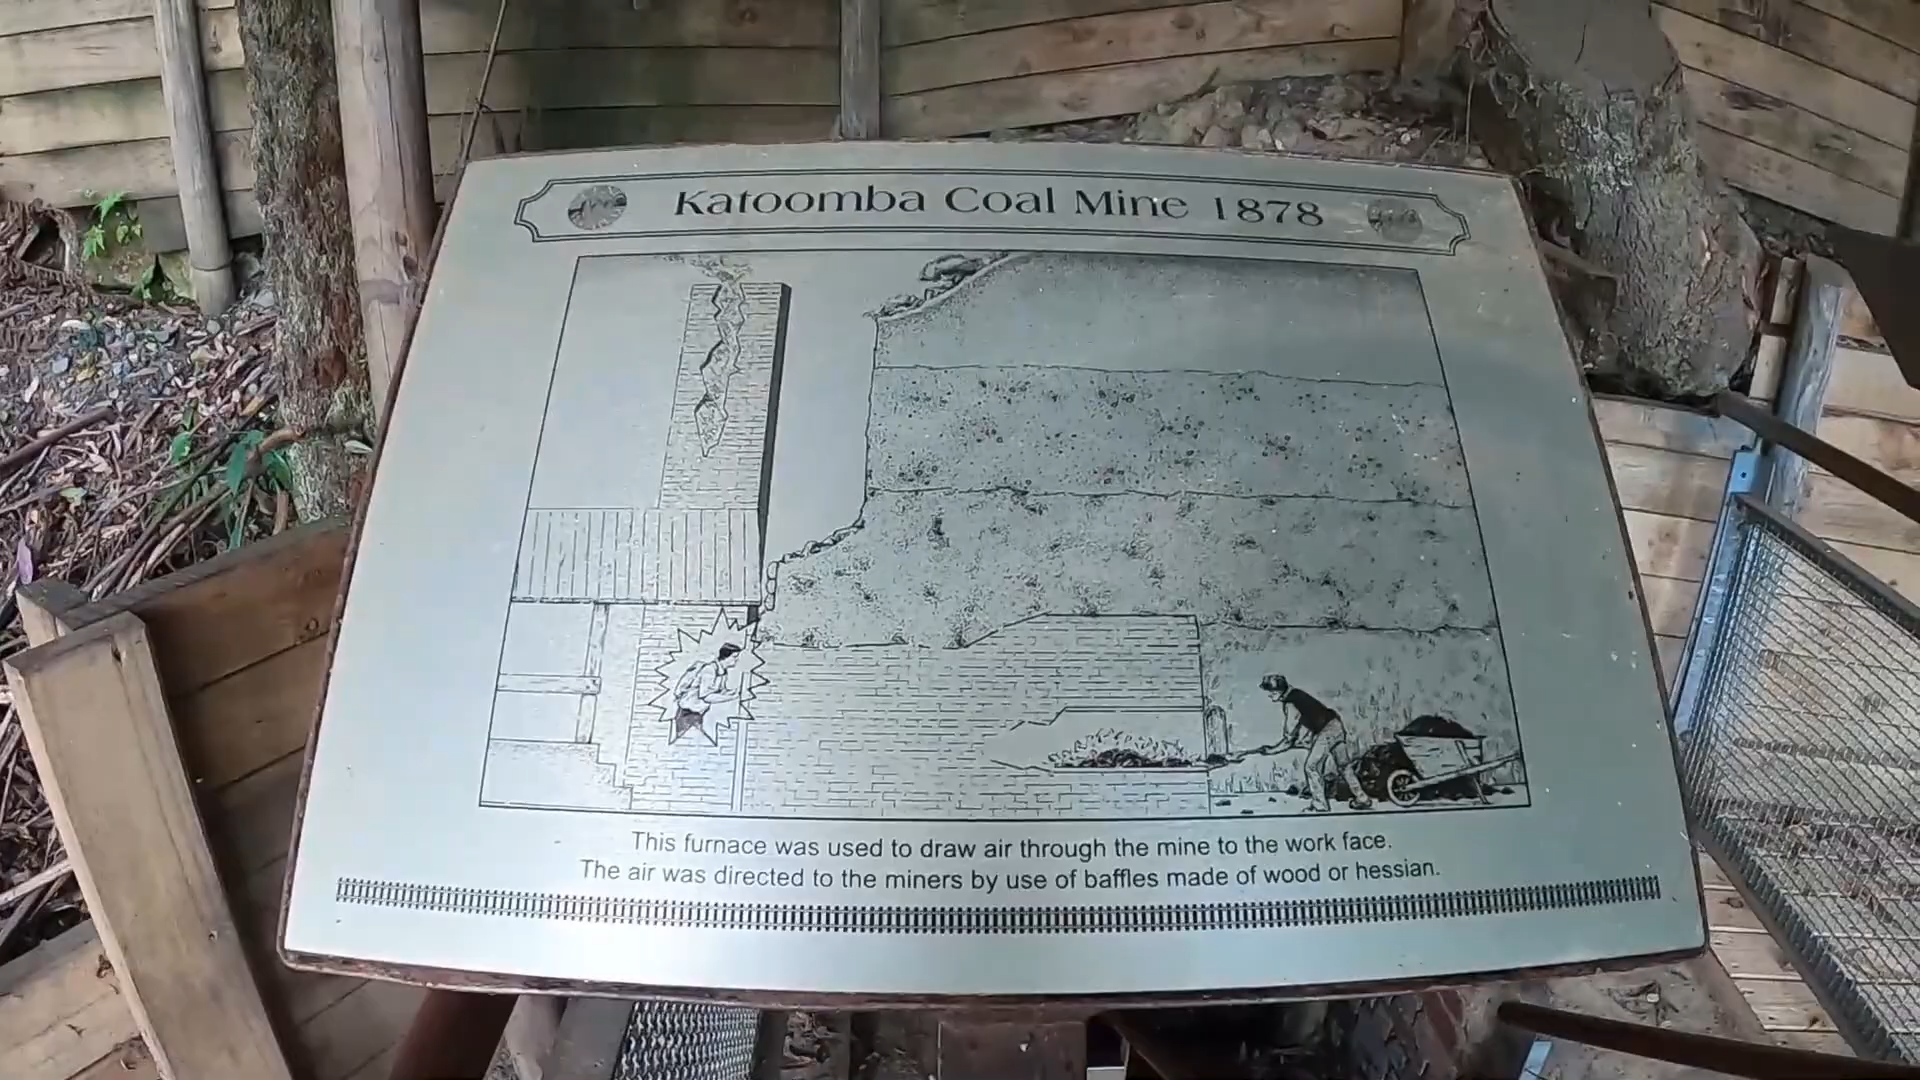 Katoomba Coal Mine 1878
This furnace was used to draw air through the mine to the work face.
The air was directed to the miners by use of baffles made of wood or hessian.